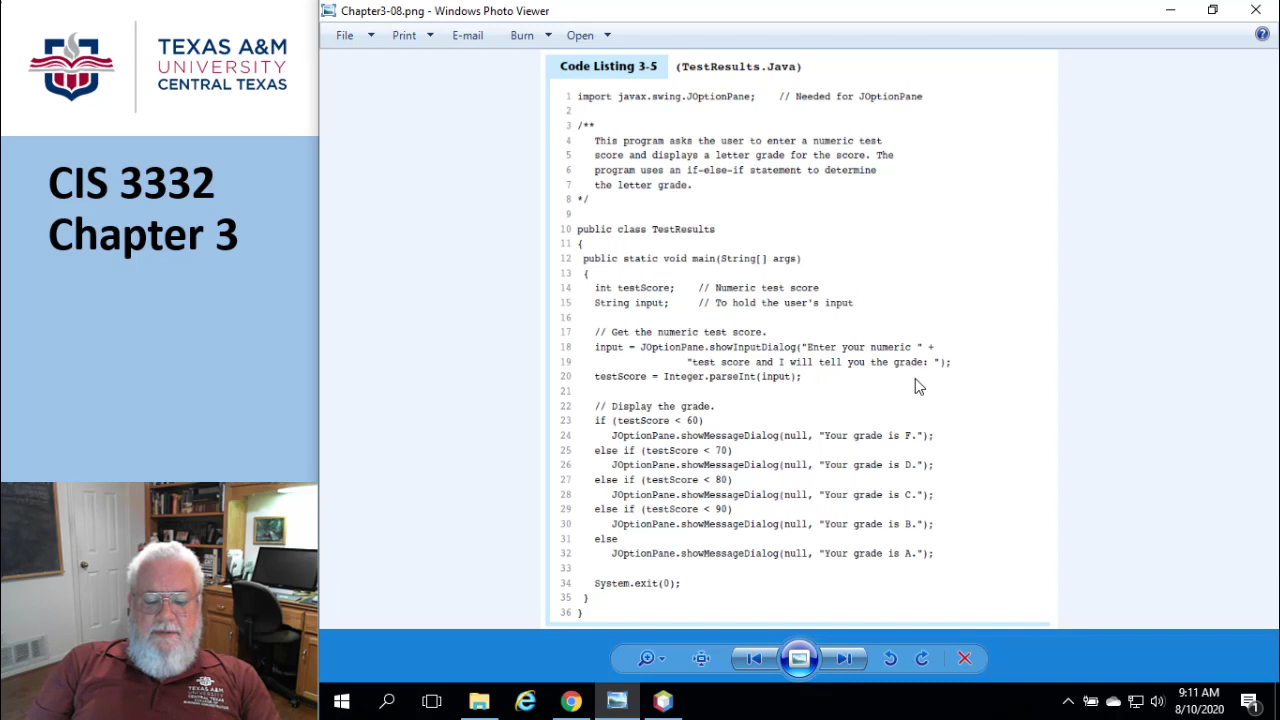 TEXAS A&M
UNIVERSITY
CENTRAL TEXAS
CIS 3332
Chapter 3
Chapter3-08.png - Windows Photo Viewer
File Print E-mail Burn Open
Code Listing 3-5 (TestResults.Java)
1 import javax.swing.JOptionPane; // Needed for JOptionPane
2
3 /**
4 This program asks the user to enter a numeric test
5 score and displays a letter grade for the score. The
6 program uses an if-else-if statement to determine
7 the letter grade.
8 */
9
10 public class TestResults
11 {
12 public static void main(String[] args)
13 {
14 int testScore; // Numeric test score
15 String input; // To hold the user's input
16
17 // Get the numeric test score.
18 input = JOptionPane.showInputDialog("Enter your numeric " +
19 "test score and I will tell you the grade: ");
20 testScore = Integer.parseInt(input);
21
22 // Display the grade.
23 if (testScore < 60)
24 JOptionPane.showMessageDialog(null, "Your grade is F.");
25 else if (testScore < 70)
26 JOptionPane.showMessageDialog(null, "Your grade is D.");
27 else if (testScore < 80)
28 JOptionPane.showMessageDialog(null, "Your grade is C.");
29 else if (testScore < 90)
30 JOptionPane.showMessageDialog(null, "Your grade is B.");
31 else
32 JOptionPane.showMessageDialog(null, "Your grade is A.");
33
34 System.exit(0);
35 }
36 }
TEXAS A&M
UNIVERSITY
CENTRAL TEXAS
9:11 AM
8/10/2020
1